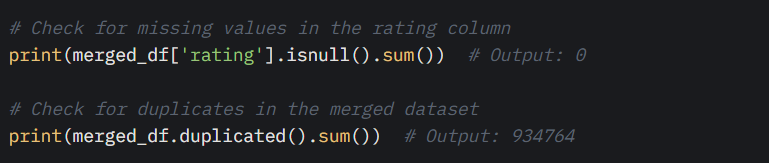 # Check for missing values in the rating column
print(merged_df['rating'].isnull().sum())  # Output: 0
# Check for duplicates in the merged dataset
print(merged_df.duplicated().sum())  # Output: 934764